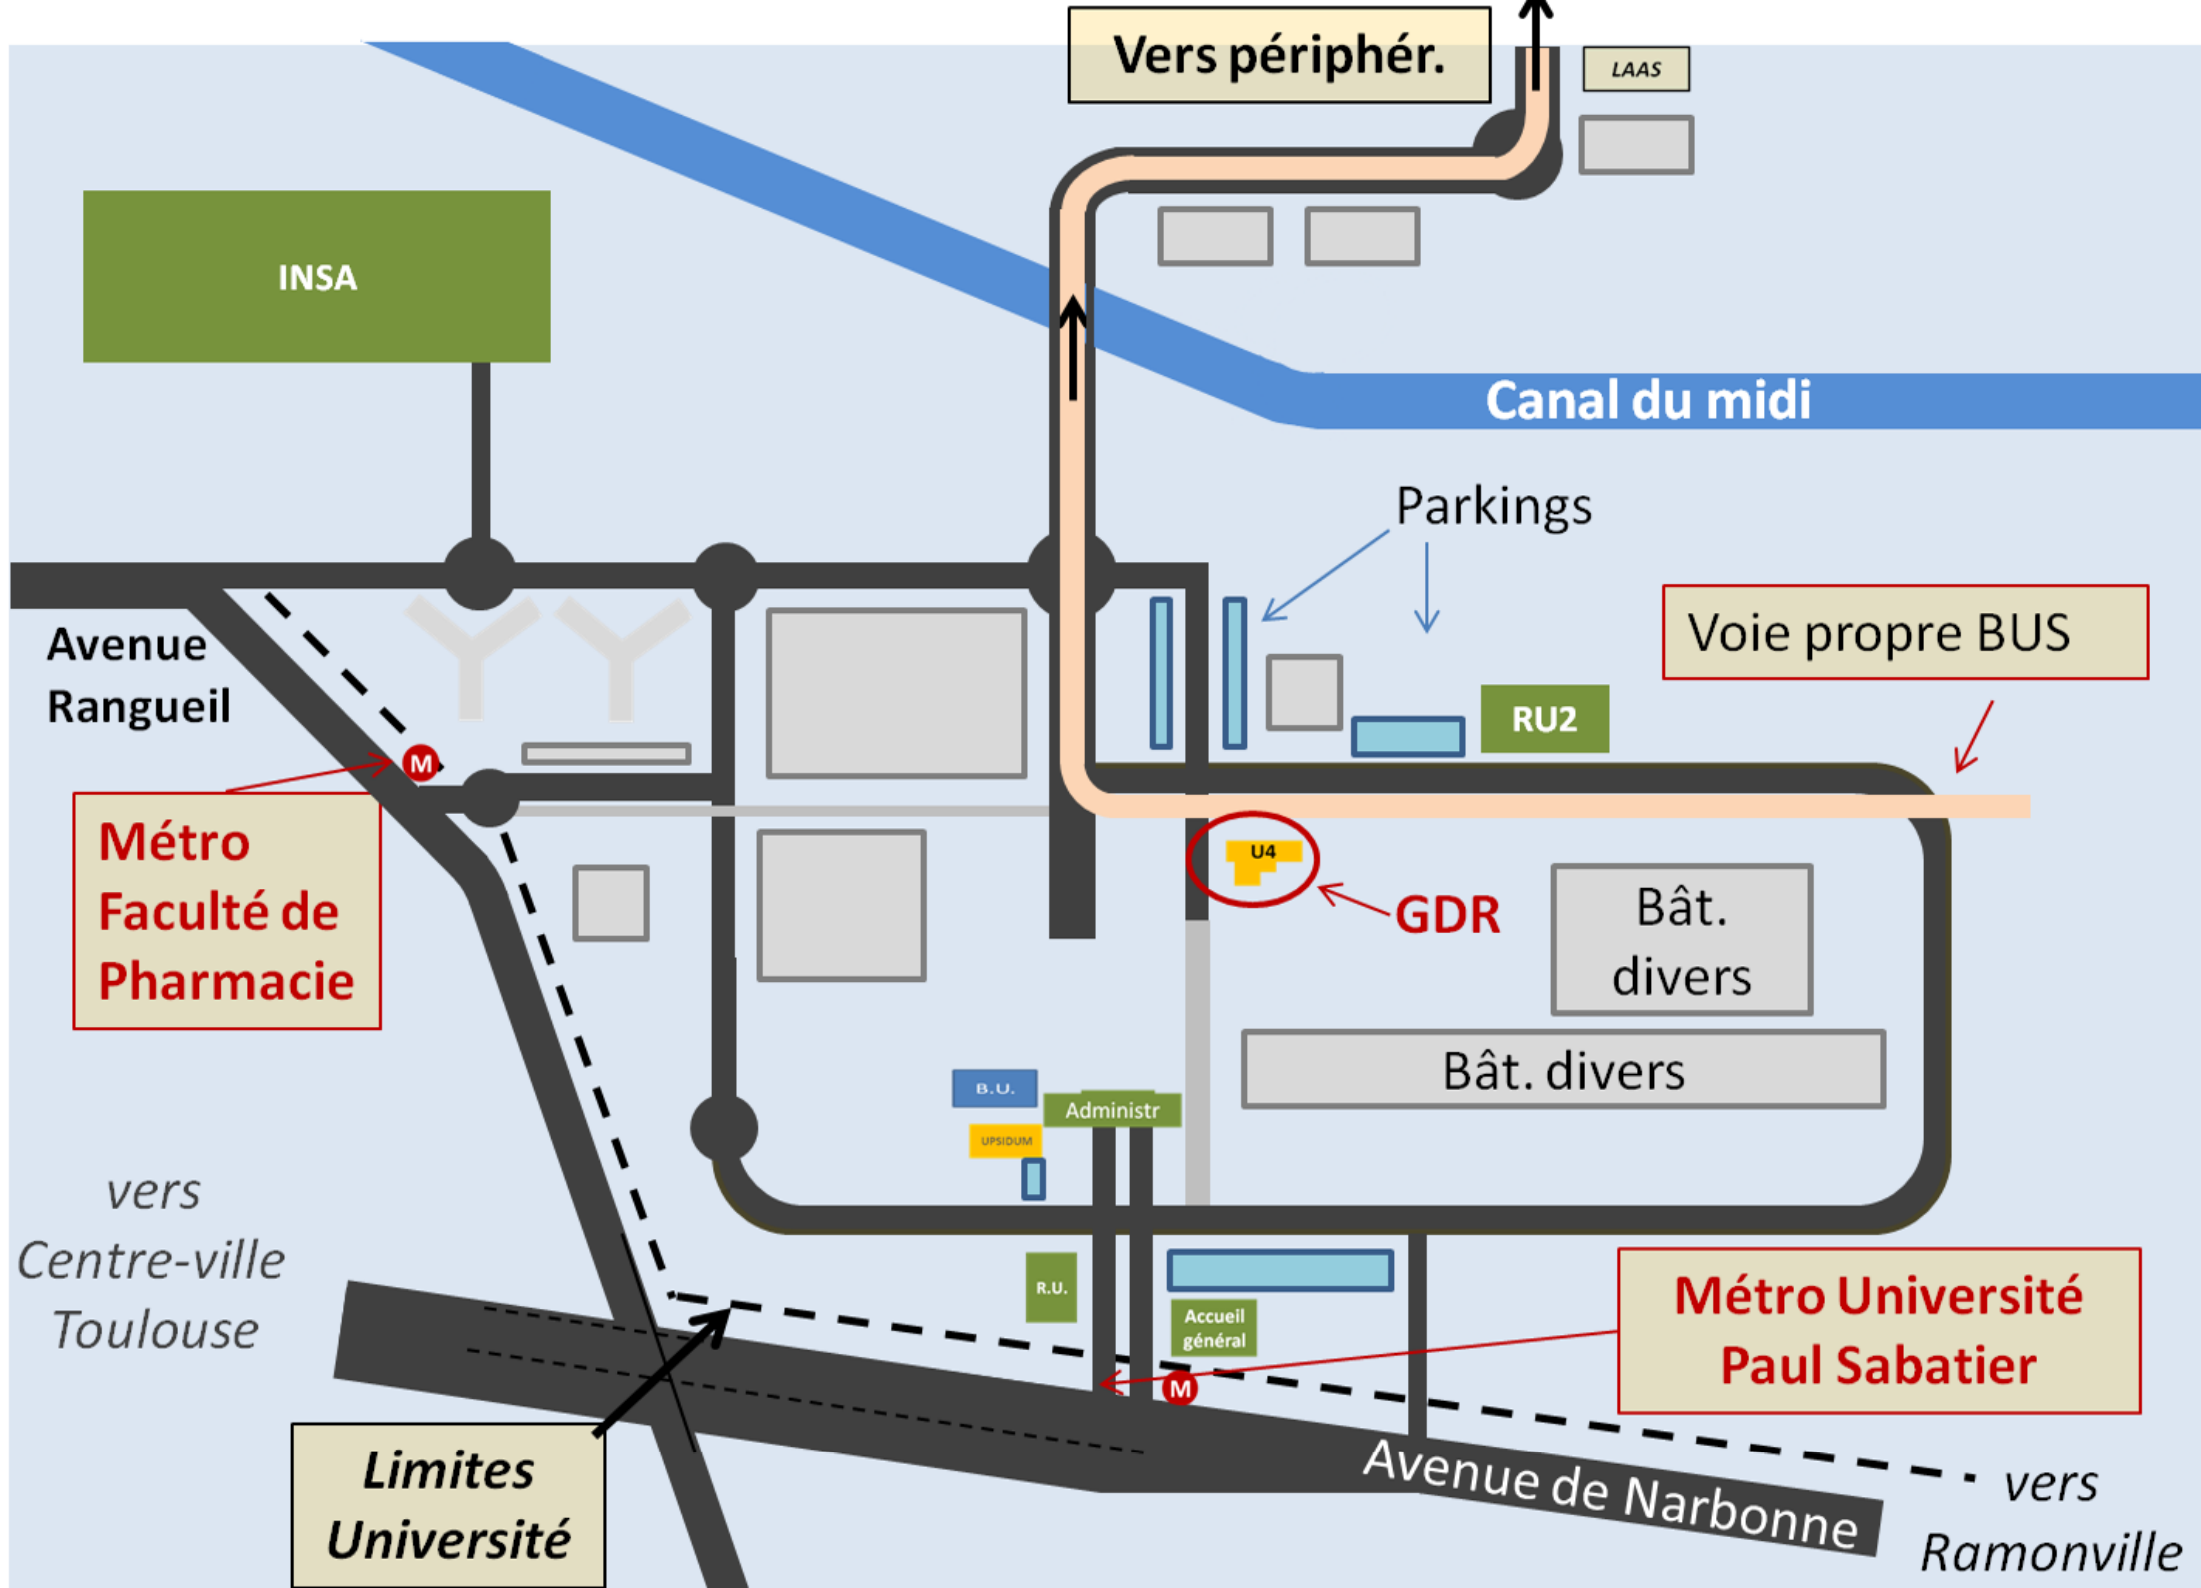 Vers périphér.
LAAS
INSA
Canal du midi
Parkings
Avenue
Rangueil
Voie propre BUS
RU2
M
Métro
Faculté de
Pharmacie
U4
GDR
Bât.
divers
Bât. divers
B.U.
Administr
UPSIDUM
vers
Centre-ville
Toulouse
R.U.
Accueil
général
M
Métro Université
Paul Sabatier
Limites
Université
Avenue de Narbonne
vers
Ramonville